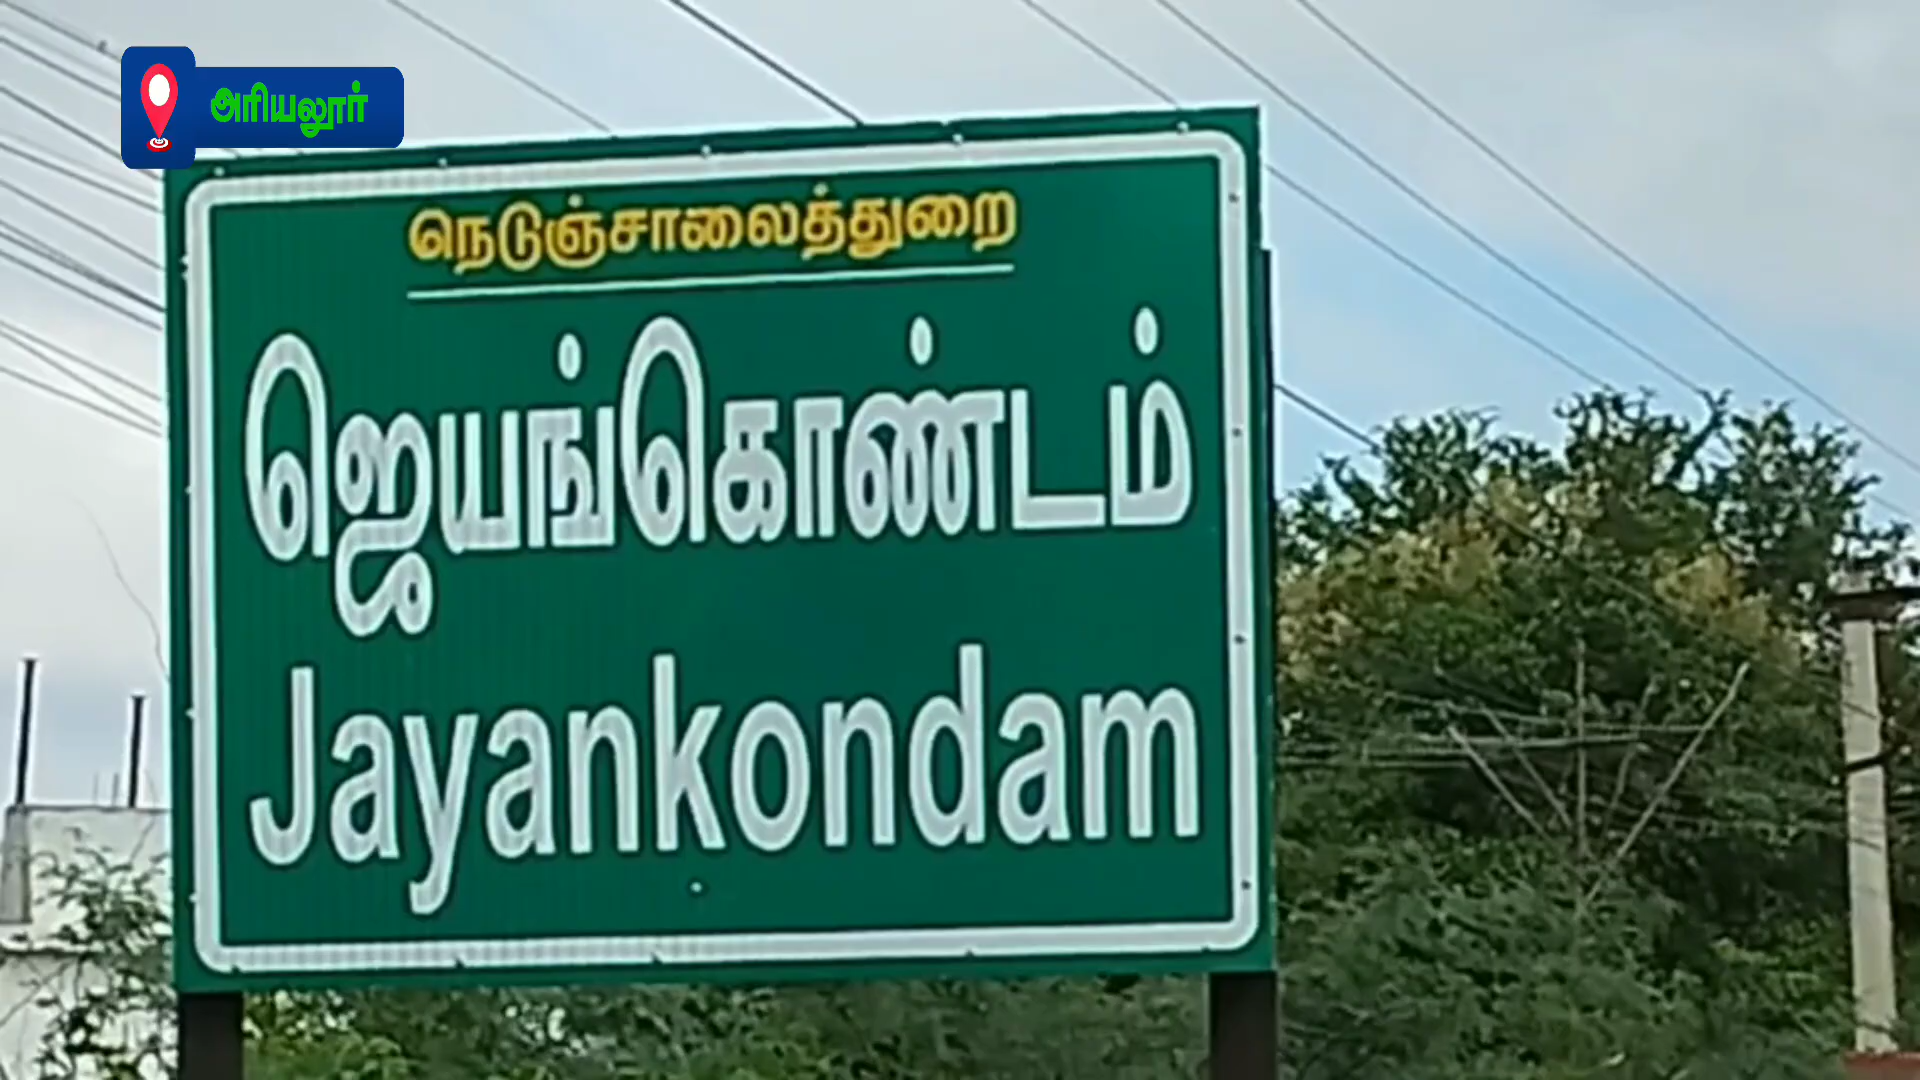 அரியலூர்
நெடுஞ்சாலைத்துறை
ஜெயங்கொண்டம்
Jayankondam